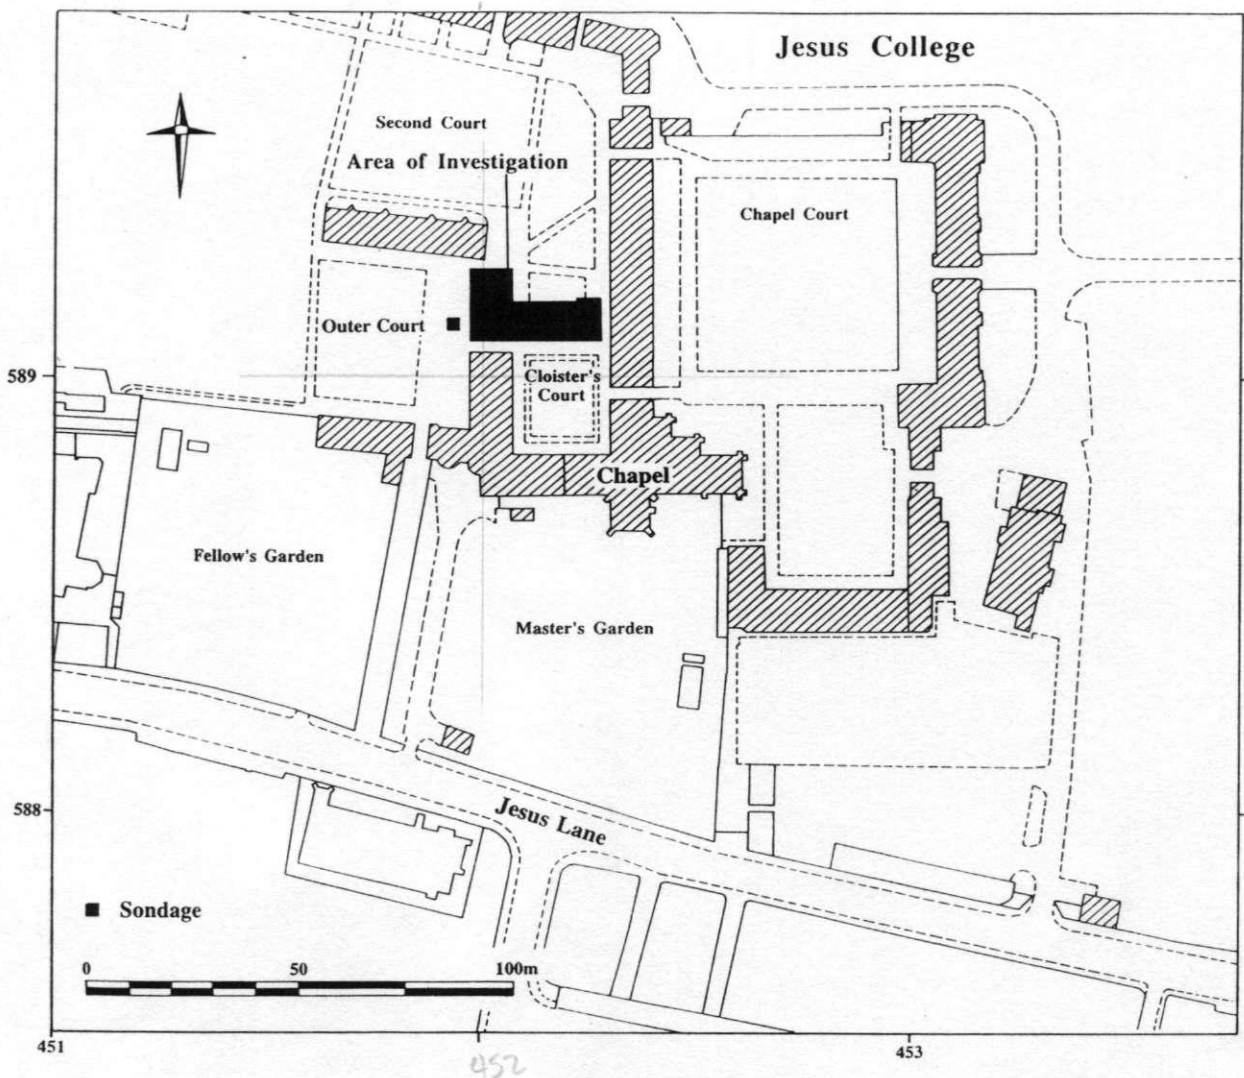 Jesus College
Second Court
Area of Investigation
Chapel Court
Outer Court
589
Cloister's
Court
Chapel
Fellow's Garden
Master's Garden
588
Jesus Lane
Sondage
0 50 100m
451
452
453